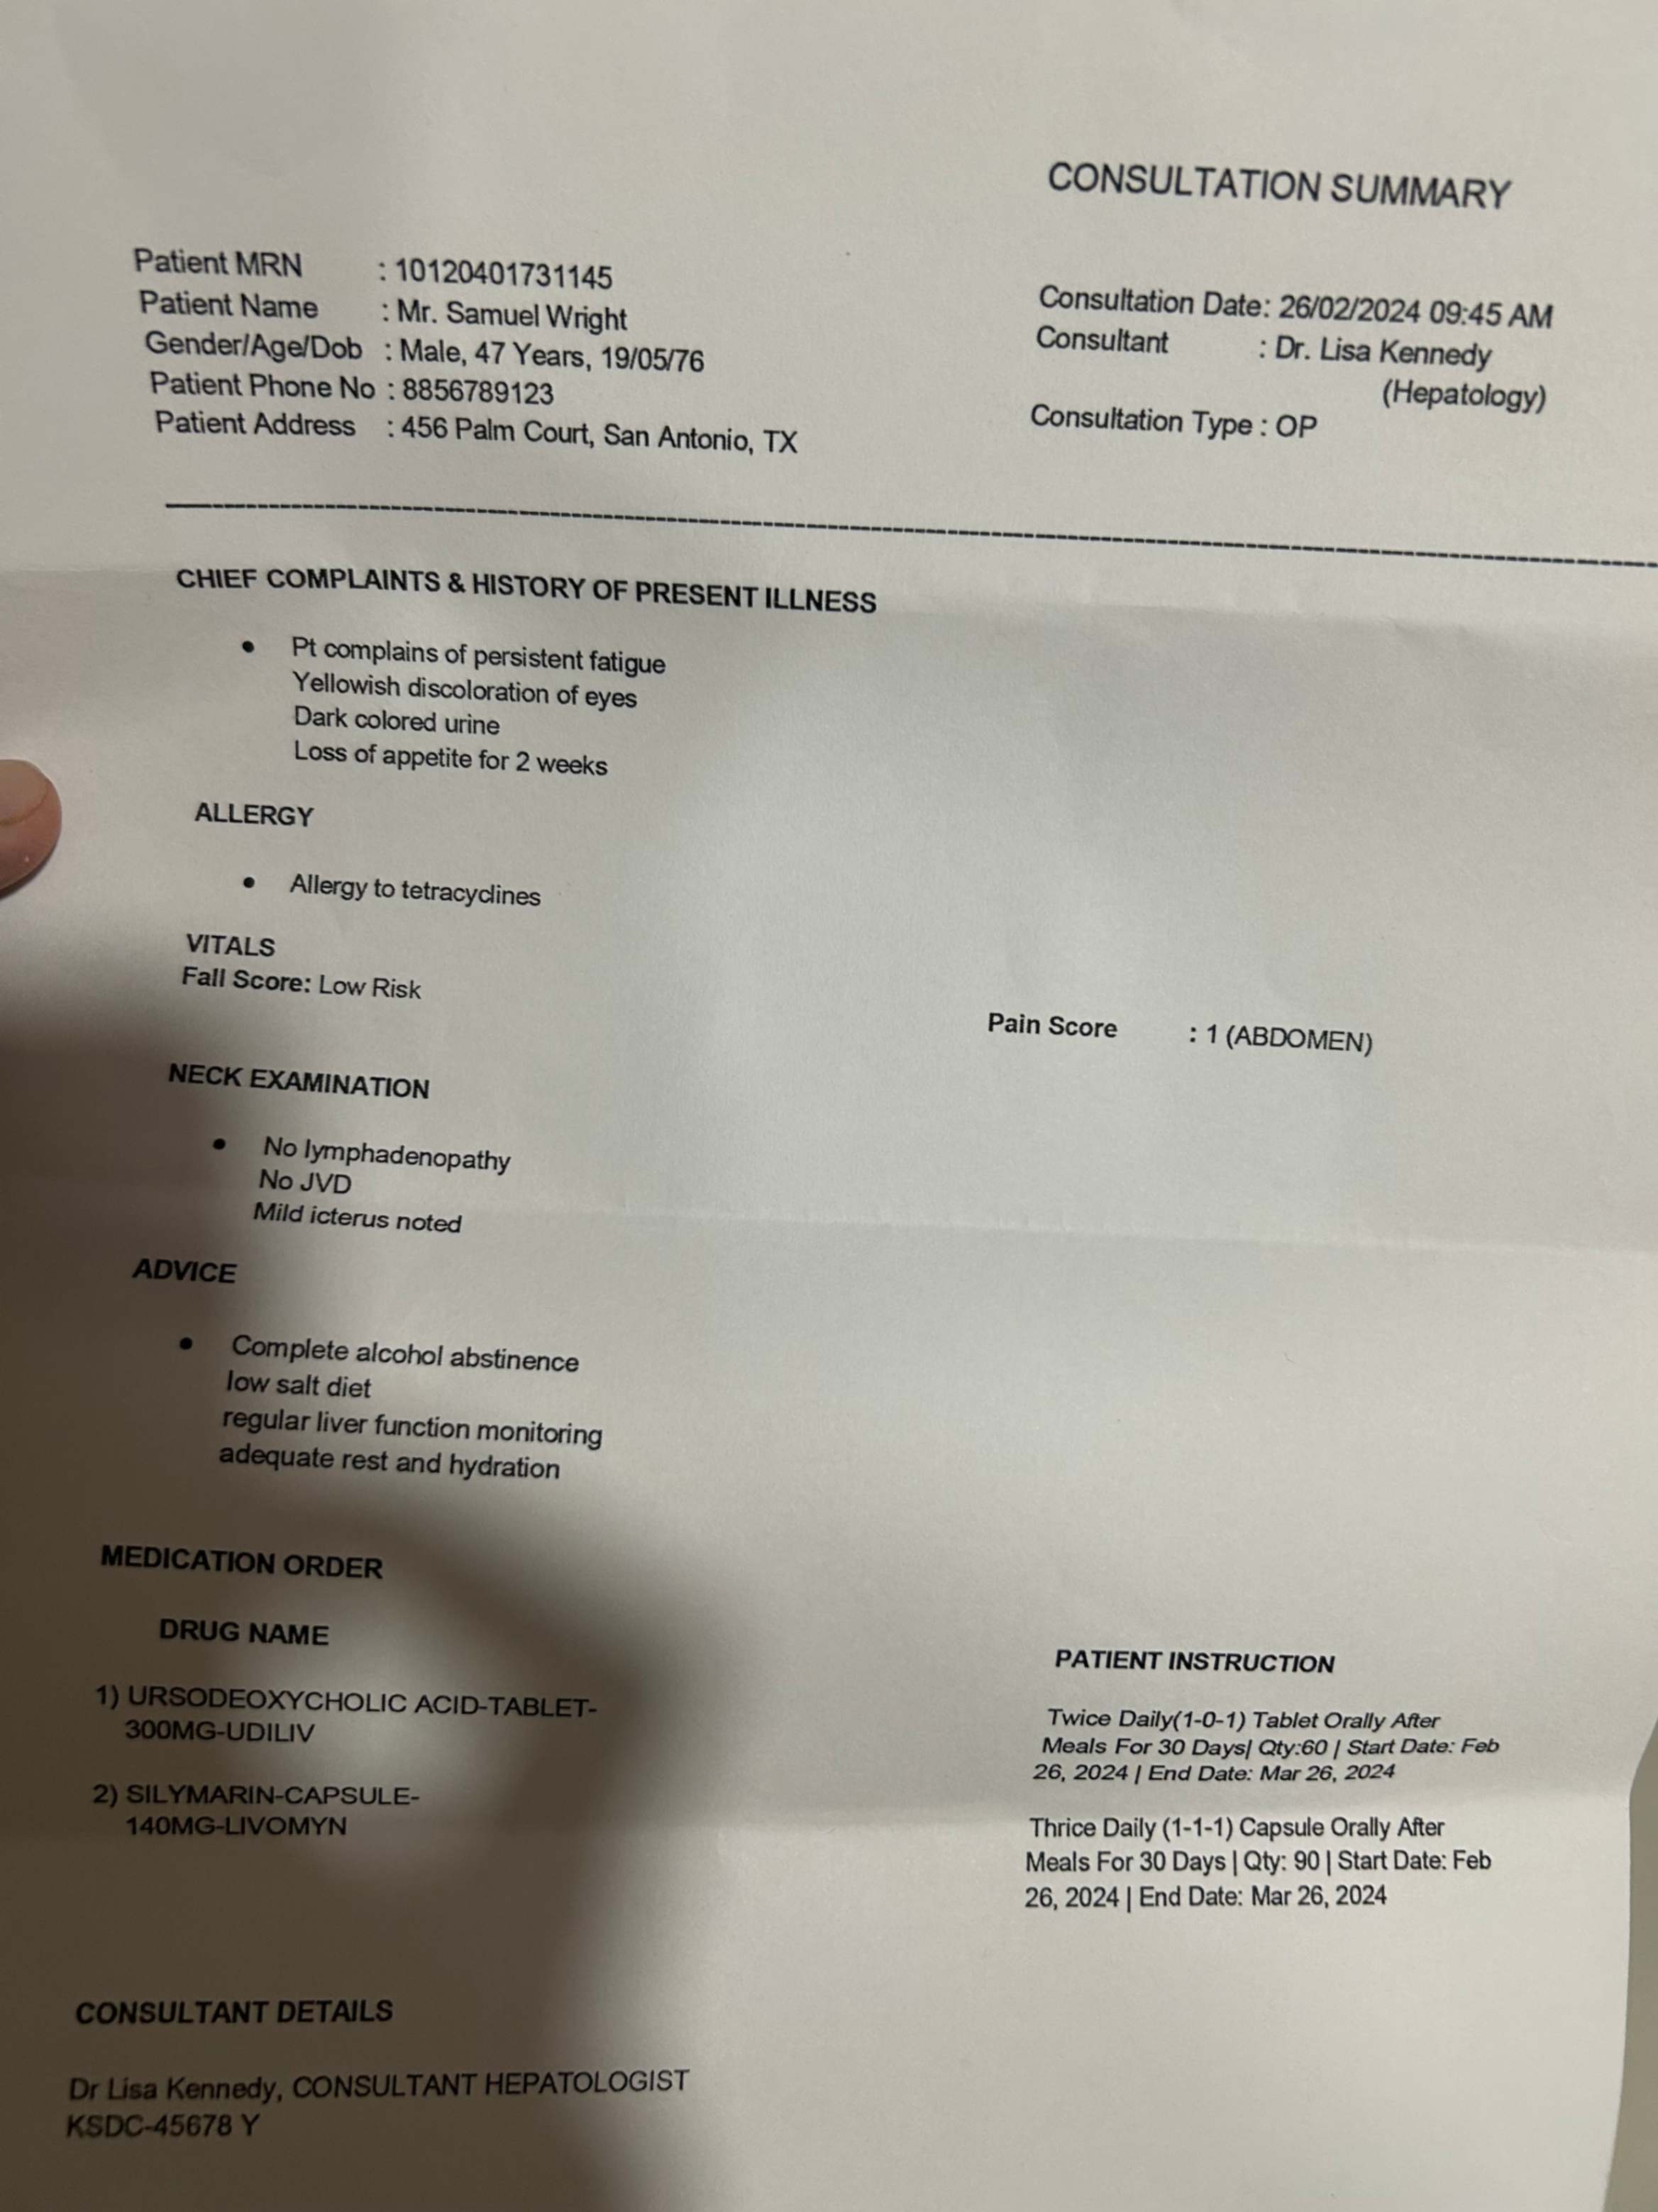 CONSULTATION SUMMARY
Patient MRN : 10120401731145
Patient Name : Mr. Samuel Wright
Gender/Age/Dob : Male, 47 Years, 19/05/76
Patient Phone No : 8856789123
Patient Address : 456 Palm Court, San Antonio, TX
Consultation Date: 26/02/2024 09:45 AM
Consultant : Dr. Lisa Kennedy
(Hepatology)
Consultation Type : OP
CHIEF COMPLAINTS & HISTORY OF PRESENT ILLNESS
• Pt complains of persistent fatigue
Yellowish discoloration of eyes
Dark colored urine
Loss of appetite for 2 weeks
ALLERGY
• Allergy to tetracyclines
VITALS
Fall Score: Low Risk
Pain Score : 1 (ABDOMEN)
NECK EXAMINATION
• No lymphadenopathy
No JVD
Mild icterus noted
ADVICE
• Complete alcohol abstinence
low salt diet
regular liver function monitoring
adequate rest and hydration
MEDICATION ORDER
DRUG NAME
PATIENT INSTRUCTION
1) URSODEOXYCHOLIC ACID-TABLET-
300MG-UDILIV
Twice Daily(1-0-1) Tablet Orally After
Meals For 30 Days| Qty:60 | Start Date: Feb
26, 2024 | End Date: Mar 26, 2024
2) SILYMARIN-CAPSULE-
140MG-LIVOMYN
Thrice Daily (1-1-1) Capsule Orally After
Meals For 30 Days | Qty: 90 | Start Date: Feb
26, 2024 | End Date: Mar 26, 2024
CONSULTANT DETAILS
Dr Lisa Kennedy, CONSULTANT HEPATOLOGIST
KSDC-45678 Y